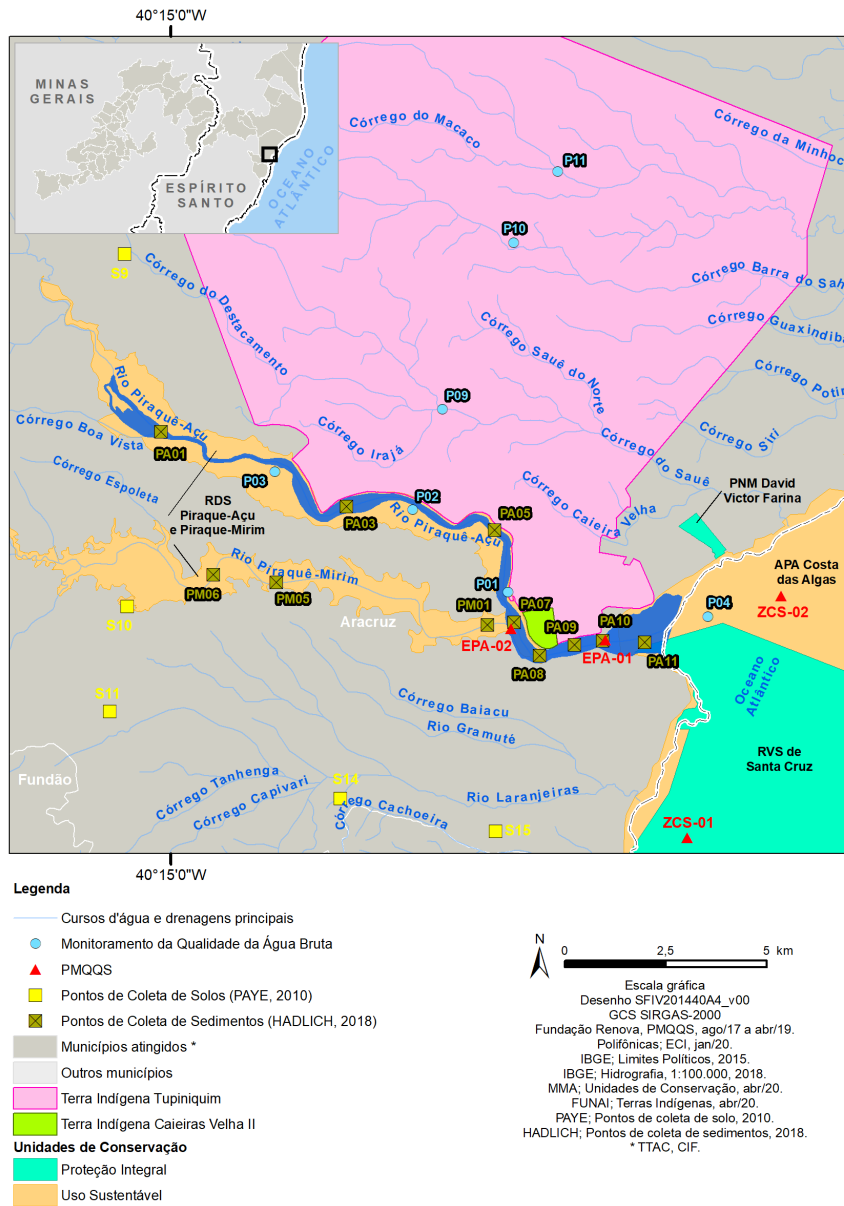 40°15'0"W
MINAS
GERAIS
ESPÍRITO
SANTO
OCEANO
ATLÂNTICO
Córrego do Macaco
Córrego da Minhoc
P11
P10
S9
Córrego do Destacamento
Córrego Barra do Sah
Córrego Guaxindiba
Córrego Sauê do Norte
Córrego Potiri
Rio Piraquê-Açu
P09
Córrego Siri
Córrego Boa Vista
PA01
Córrego Irajá
Córrego do Sauê
Córrego Espoleta
P03
PNM David
Victor Farina
RDS
Piraque-Açu
e Piraque-Mirim
PA03
P02
Rio Piraquê-Açu
PA05
Córrego Caieira Velha
Rio Piraquê-Mirim
APA Costa
das Algas
PM06
PM05
P01
ZCS-02
S10
Aracruz
PM01
PA07
PA09
PA10
P04
EPA-02
EPA-01
PA08
PA11
Oceano
Atlântico
S11
Córrego Baiacu
Rio Gramuté
RVS de
Santa Cruz
Fundão
Córrego Tanhenga
Córrego Capivari
S14
Córrego Cachoeira
Rio Laranjeiras
S15
ZCS-01
40°15'0"W
Legenda
Cursos d'água e drenagens principais
Monitoramento da Qualidade da Água Bruta
PMQQS
Pontos de Coleta de Solos (PAYE, 2010)
Pontos de Coleta de Sedimentos (HADLICH, 2018)
Municípios atingidos *
Outros municípios
Terra Indígena Tupiniquim
Terra Indígena Caieiras Velha II
Unidades de Conservação
Proteção Integral
Uso Sustentável
N
0 2,5 5 km
Escala gráfica
Desenho SFIV201440A4_v00
GCS SIRGAS-2000
Fundação Renova, PMQQS, ago/17 a abr/19.
Polifônicas; ECI, jan/20.
IBGE; Limites Políticos, 2015.
IBGE; Hidrografia, 1:100.000, 2018.
MMA; Unidades de Conservação, abr/20.
FUNAI; Terras Indígenas, abr/20.
PAYE; Pontos de coleta de solo, 2010.
HADLICH; Pontos de coleta de sedimentos, 2018.
* TTAC, CIF.